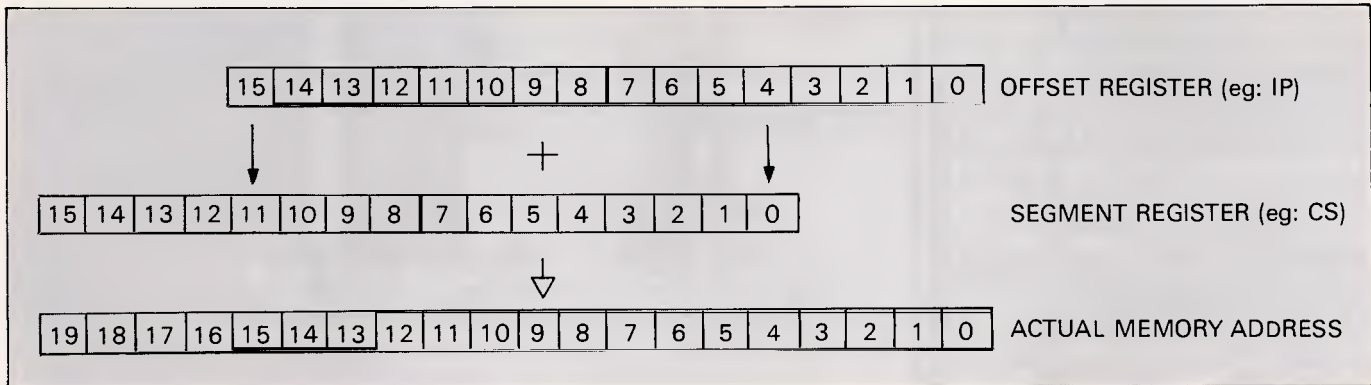 15 14 13 12 11 10 9 8 7 6 5 4 3 2 1 0 OFFSET REGISTER (eg: IP)
+
15 14 13 12 11 10 9 8 7 6 5 4 3 2 1 0 SEGMENT REGISTER (eg: CS)
19 18 17 16 15 14 13 12 11 10 9 8 7 6 5 4 3 2 1 0 ACTUAL MEMORY ADDRESS